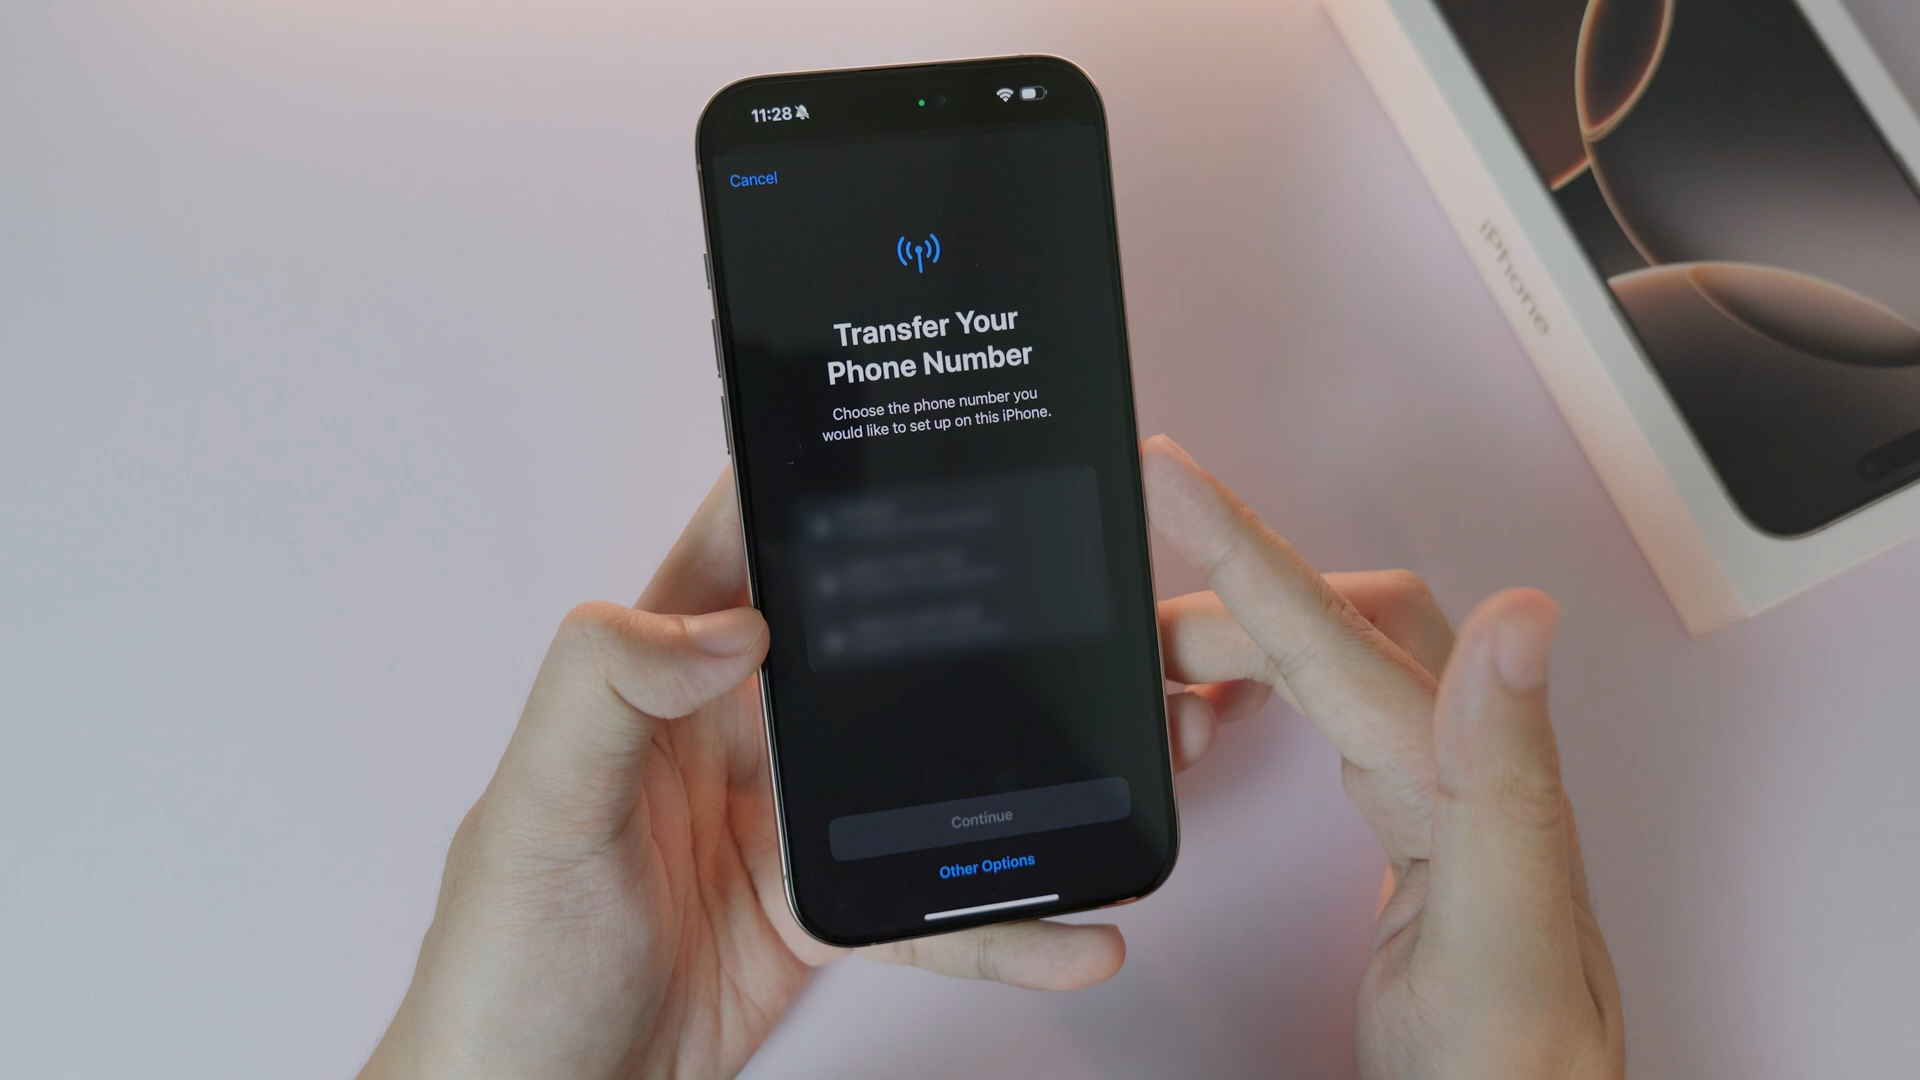 11:28
Cancel
Transfer Your
Phone Number
Choose the phone number you
would like to set up on this iPhone.
Continue
Other Options
iPhone